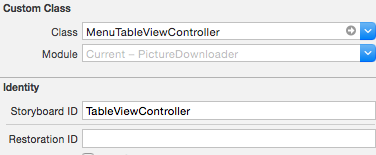 Custom Class
Class MenuTableViewController
Module Current – PictureDownloader
Identity
Storyboard ID TableViewController
Restoration ID